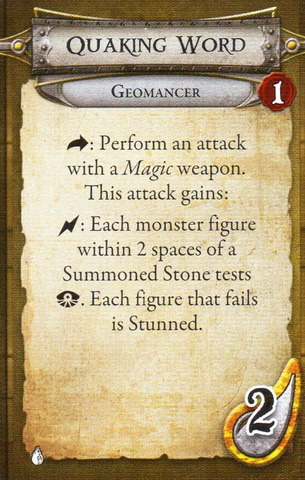 Quaking Word
Geomancer
1
: Perform an attack
with a Magic weapon.
This attack gains:
: Each monster figure
within 2 spaces of a
Summoned Stone tests
. Each figure that fails
is Stunned.
2